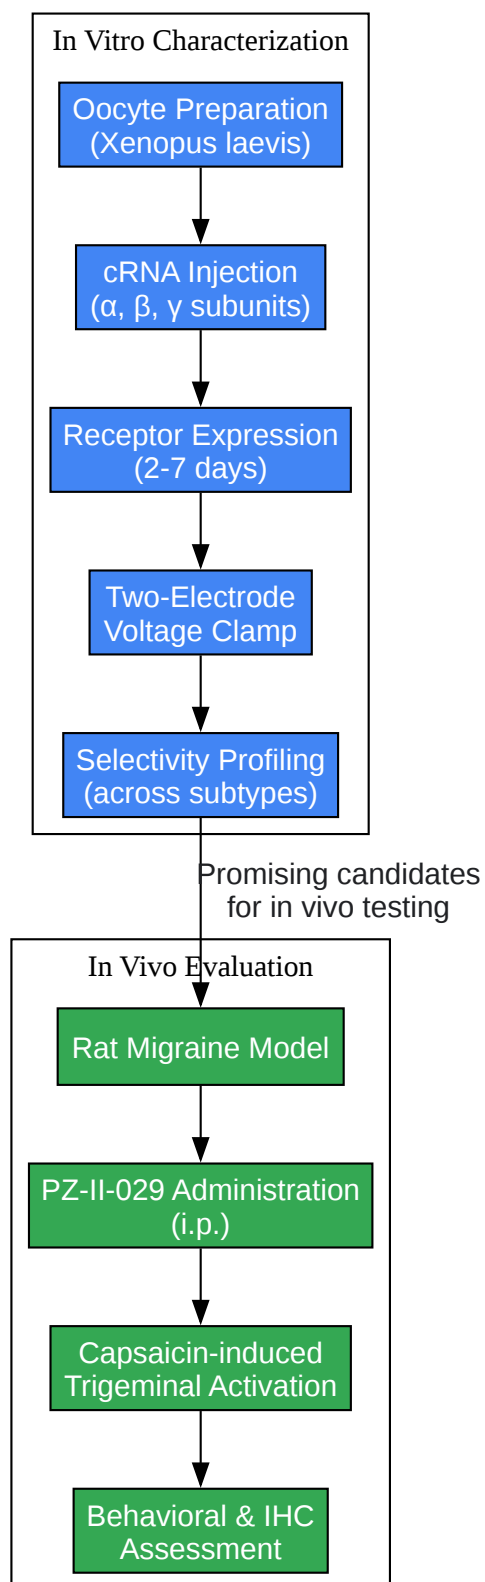 In Vitro Characterization
Oocyte Preparation
(Xenopus laevis)
cRNA Injection
(α, β, γ subunits)
Receptor Expression
(2-7 days)
Two-Electrode
Voltage Clamp
Selectivity Profiling
(across subtypes)
Promising candidates
for in vivo testing
In Vivo Evaluation
Rat Migraine Model
PZ-II-029 Administration
(i.p.)
Capsaicin-induced
Trigeminal Activation
Behavioral & IHC
Assessment